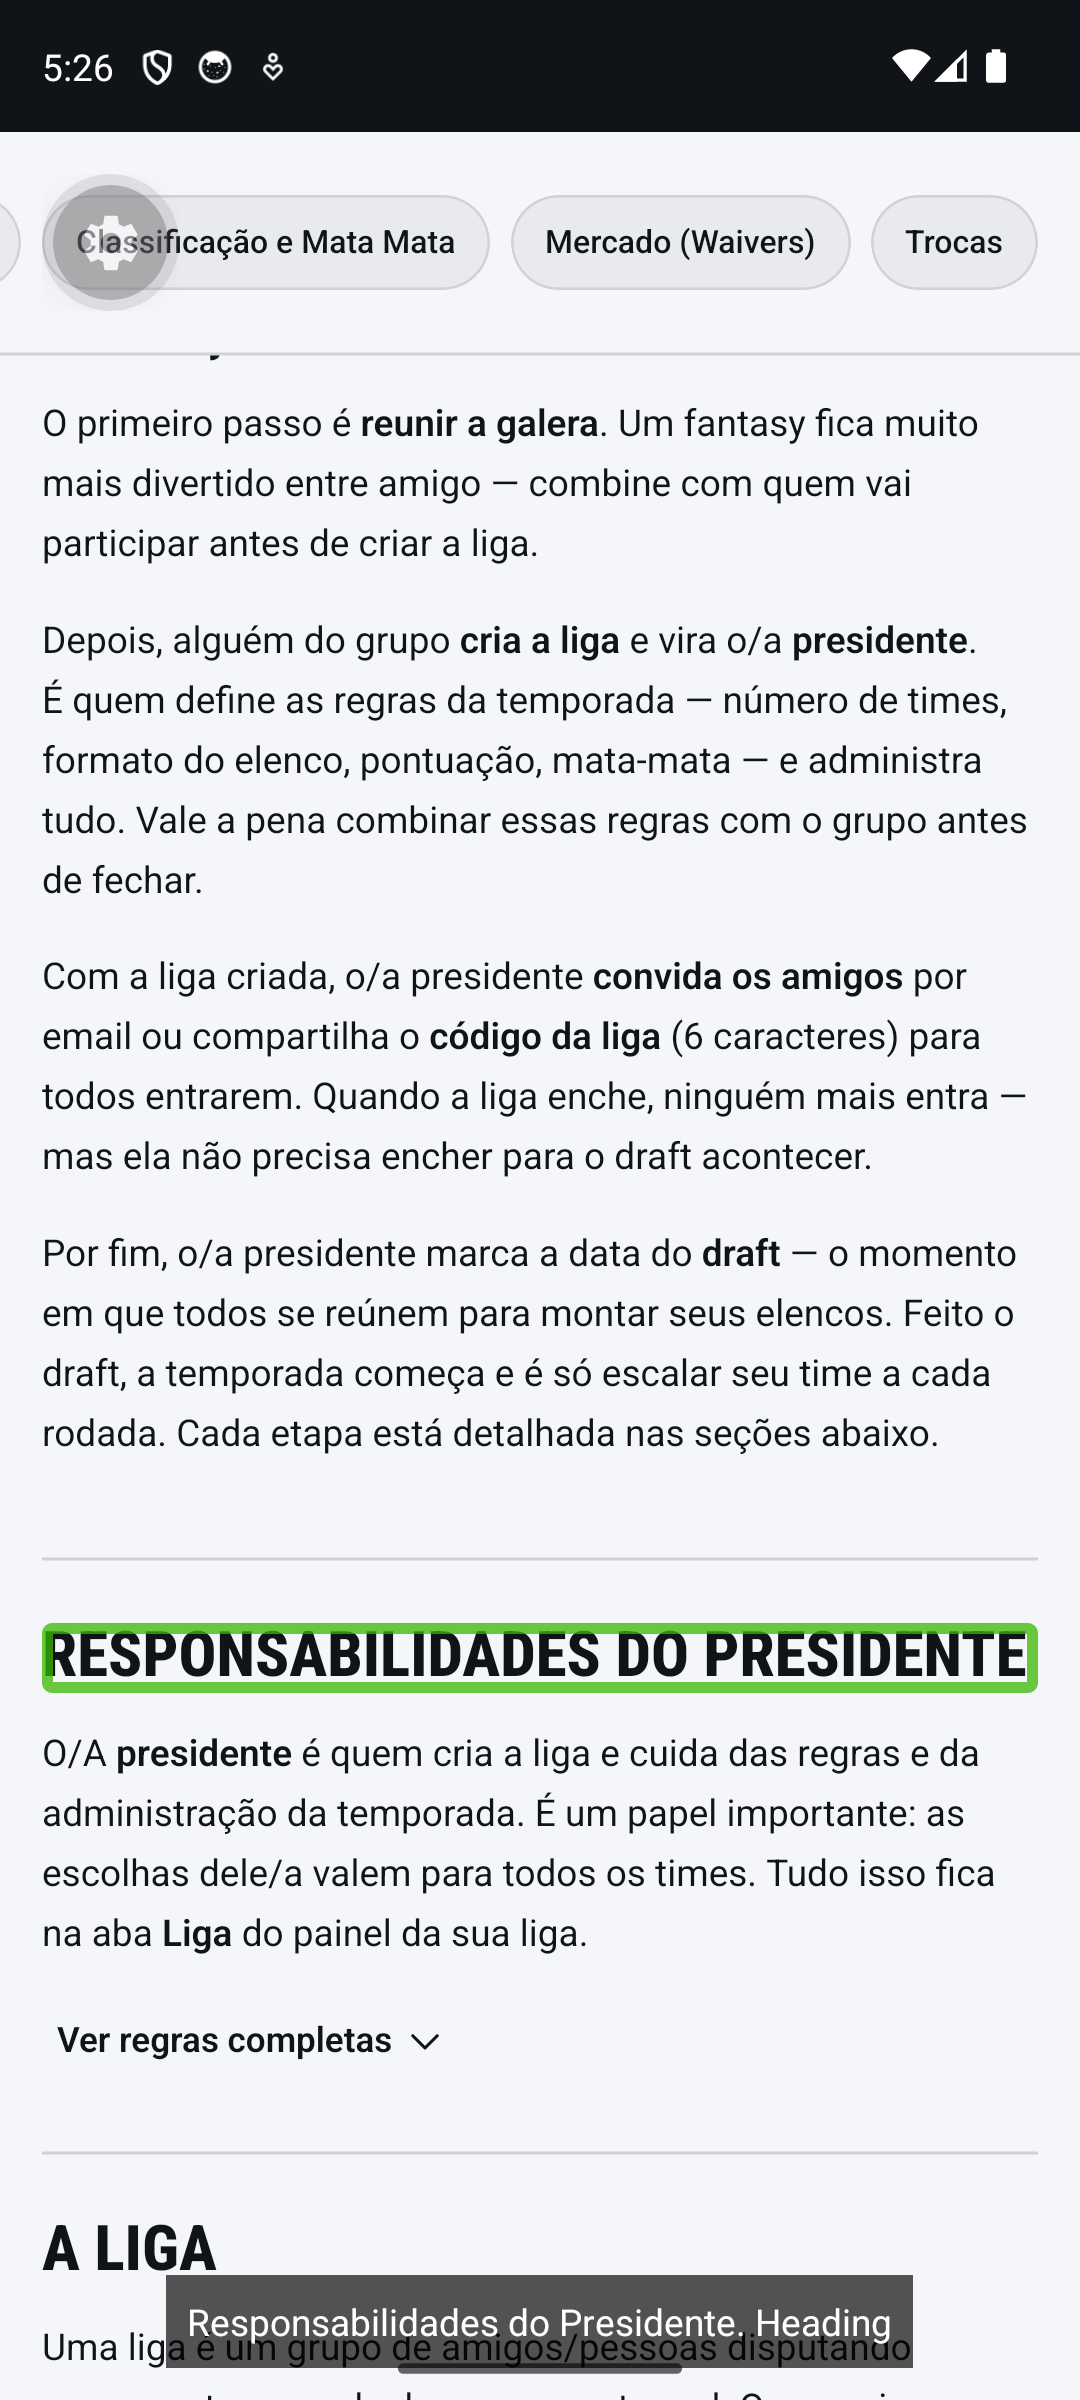 5:26
Classificação e Mata Mata
Mercado (Waivers)
Trocas
O primeiro passo é reunir a galera. Um fantasy fica muito
mais divertido entre amigo — combine com quem vai
participar antes de criar a liga.
Depois, alguém do grupo cria a liga e vira o/a presidente.
É quem define as regras da temporada — número de times,
formato do elenco, pontuação, mata-mata — e administra
tudo. Vale a pena combinar essas regras com o grupo antes
de fechar.
Com a liga criada, o/a presidente convida os amigos por
email ou compartilha o código da liga (6 caracteres) para
todos entrarem. Quando a liga enche, ninguém mais entra —
mas ela não precisa encher para o draft acontecer.
Por fim, o/a presidente marca a data do draft — o momento
em que todos se reúnem para montar seus elencos. Feito o
draft, a temporada começa e é só escalar seu time a cada
rodada. Cada etapa está detalhada nas seções abaixo.
RESPONSABILIDADES DO PRESIDENTE
O/A presidente é quem cria a liga e cuida das regras e da
administração da temporada. É um papel importante: as
escolhas dele/a valem para todos os times. Tudo isso fica
na aba Liga do painel da sua liga.
Ver regras completas
A LIGA
Responsabilidades do Presidente. Heading
Uma liga é um grupo de amigos/pessoas disputando